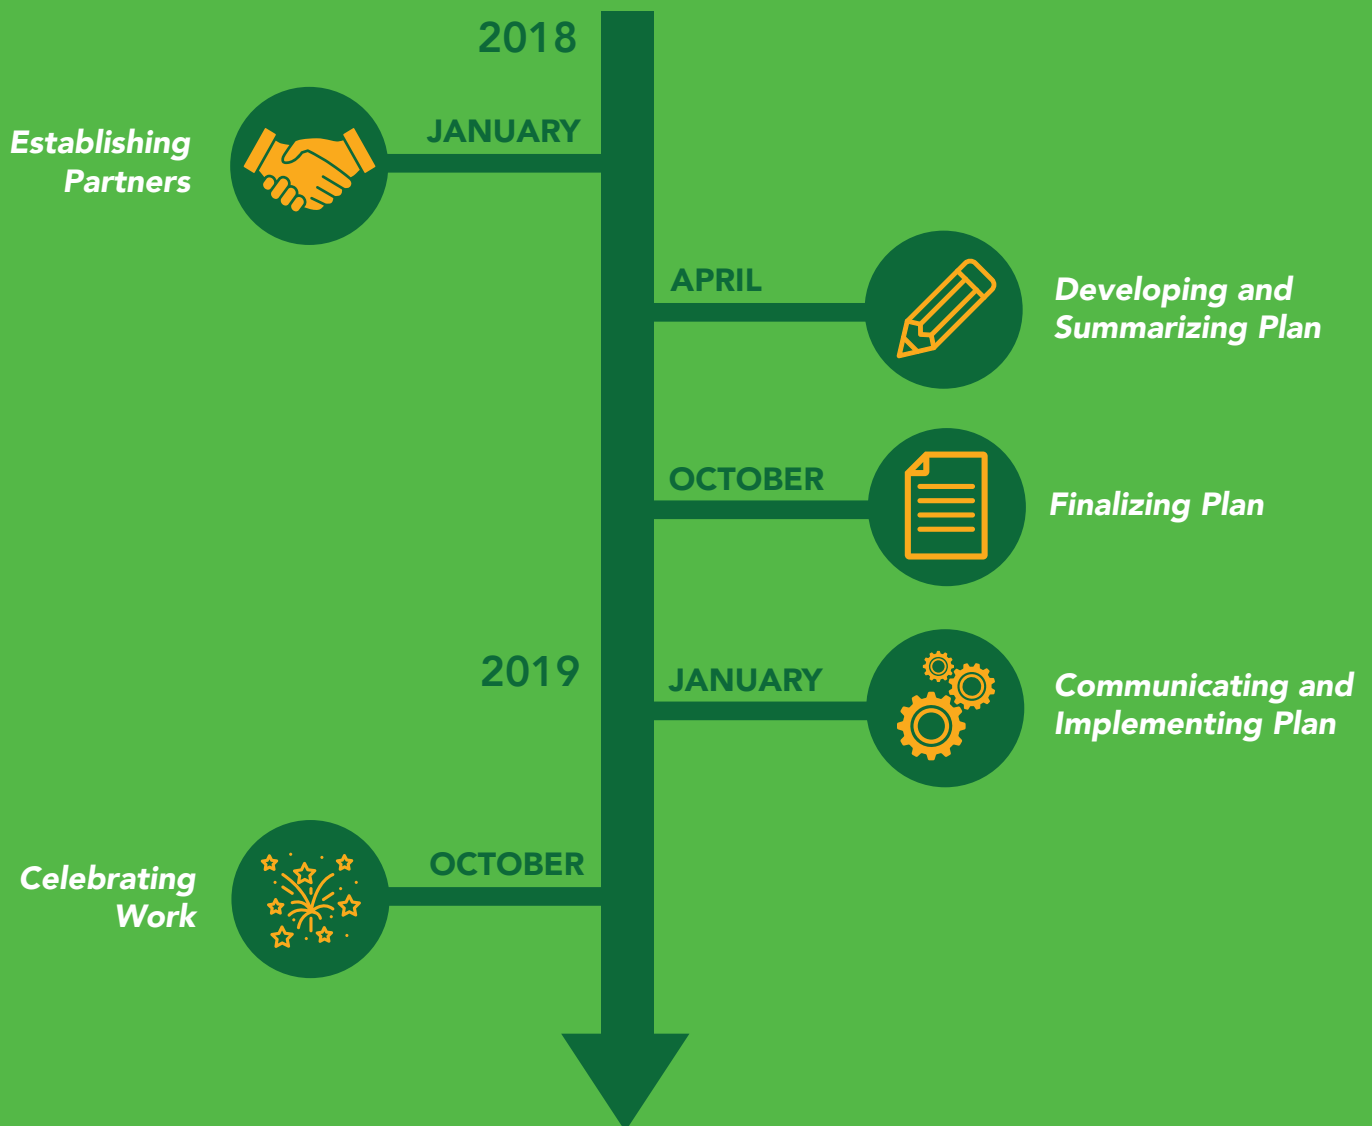 2018
JANUARY
Establishing
Partners
APRIL
Developing and
Summarizing Plan
OCTOBER
Finalizing Plan
2019
JANUARY
Communicating and
Implementing Plan
OCTOBER
Celebrating
Work